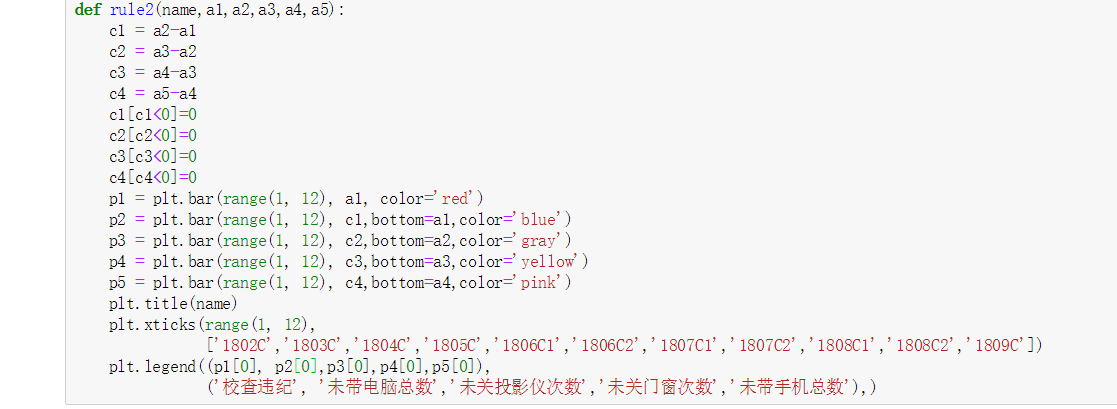 def rule2(name,a1,a2,a3,a4,a5):
    c1 = a2-a1
    c2 = a3-a2
    c3 = a4-a3
    c4 = a5-a4
    c1[c1<0]=0
    c2[c2<0]=0
    c3[c3<0]=0
    c4[c4<0]=0
    p1 = plt.bar(range(1, 12), a1, color='red')
    p2 = plt.bar(range(1, 12), c1,bottom=a1,color='blue')
    p3 = plt.bar(range(1, 12), c2,bottom=a2,color='gray')
    p4 = plt.bar(range(1, 12), c3,bottom=a3,color='yellow')
    p5 = plt.bar(range(1, 12), c4,bottom=a4,color='pink')
    plt.title(name)
    plt.xticks(range(1, 12),
               ['1802C','1803C','1804C','1805C','1806C1','1806C2','1807C1','1807C2','1808C1','1808C2','1809C'])
    plt.legend((p1[0], p2[0],p3[0],p4[0],p5[0]),
               ('校查违纪', '未带电脑总数','未关投影仪次数','未关门窗次数','未带手机总数'),)